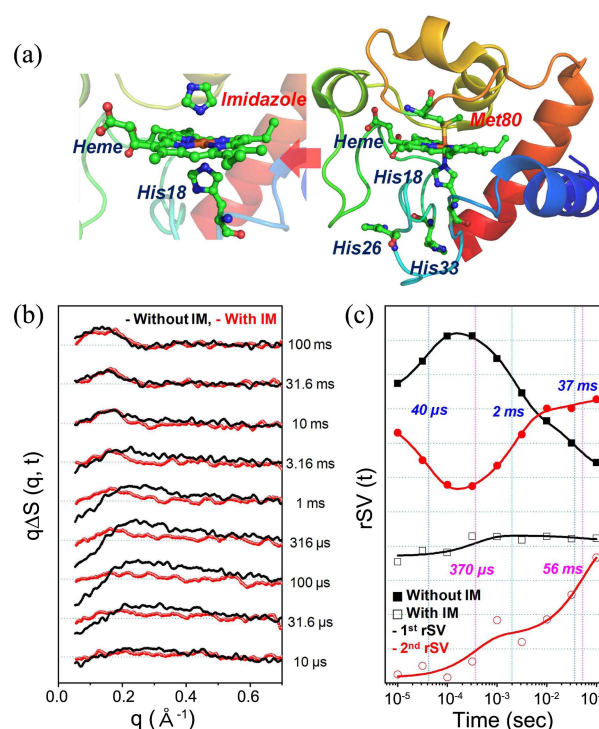 (a)
Imidazole
Heme
His18
Met80
Heme
His18
His26
His33
(b)
- Without IM, - With IM
100 ms
31.6 ms
10 ms
3.16 ms
1 ms
316 µs
100 µs
31.6 µs
10 µs
qΔS (q, t)
0.0 0.2 0.4 0.6
q ( Å⁻¹)
(c)
40 µs
2 ms
37 ms
370 µs
56 ms
■ Without IM
□ With IM
- 1st rSV
- 2nd rSV
rSV (t)
10⁻⁵ 10⁻⁴ 10⁻³ 10⁻² 10⁻¹
Time (sec)